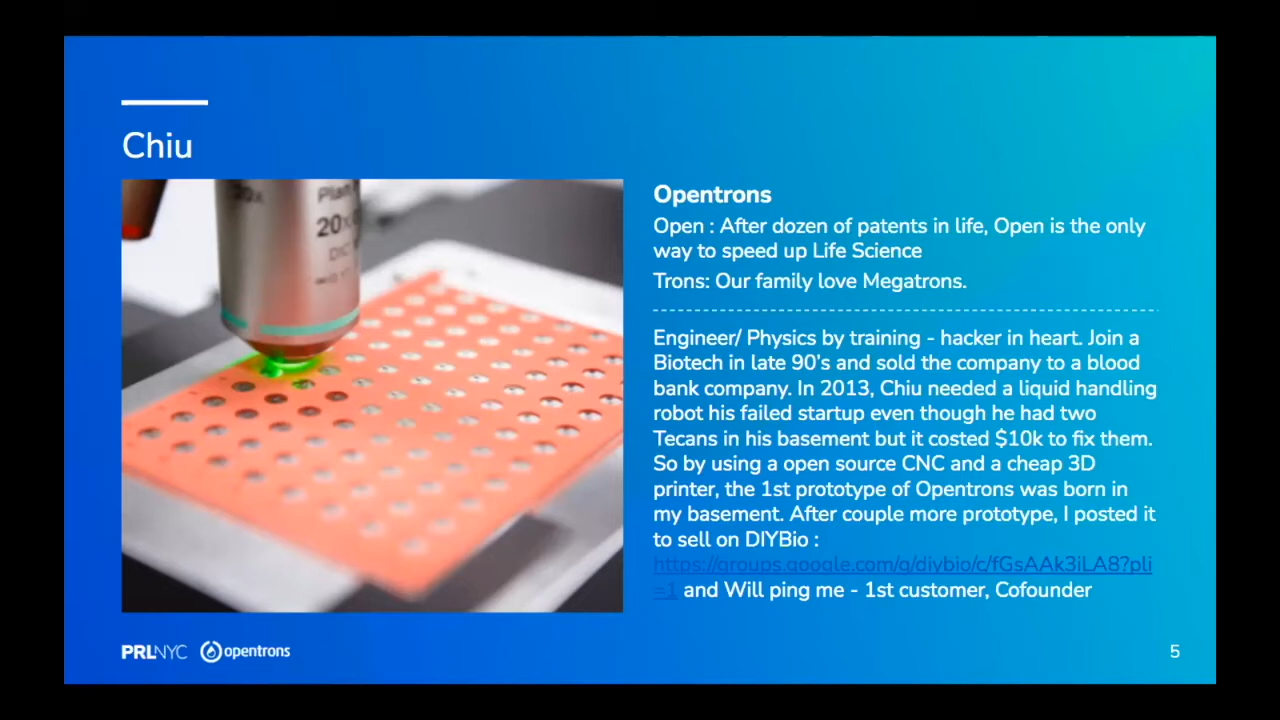 Chiu
20x
Plan
20x
DIC
Opentrons
Open : After dozen of patents in life, Open is the only
way to speed up Life Science
Trons: Our family love Megatrons.
Engineer/ Physics by training - hacker in heart. Join a
Biotech in late 90's and sold the company to a blood
bank company. In 2013, Chiu needed a liquid handling
robot his failed startup even though he had two
Tecans in his basement but it costed $10k to fix them.
So by using a open source CNC and a cheap 3D
printer, the 1st prototype of Opentrons was born in
my basement. After couple more prototype, I posted it
to sell on DIYBio :
https://groups.google.com/g/diybio/c/fGsAAk3iLA8?pli
=1 and Will ping me - 1st customer, Cofounder
PRLNYC opentrons
5